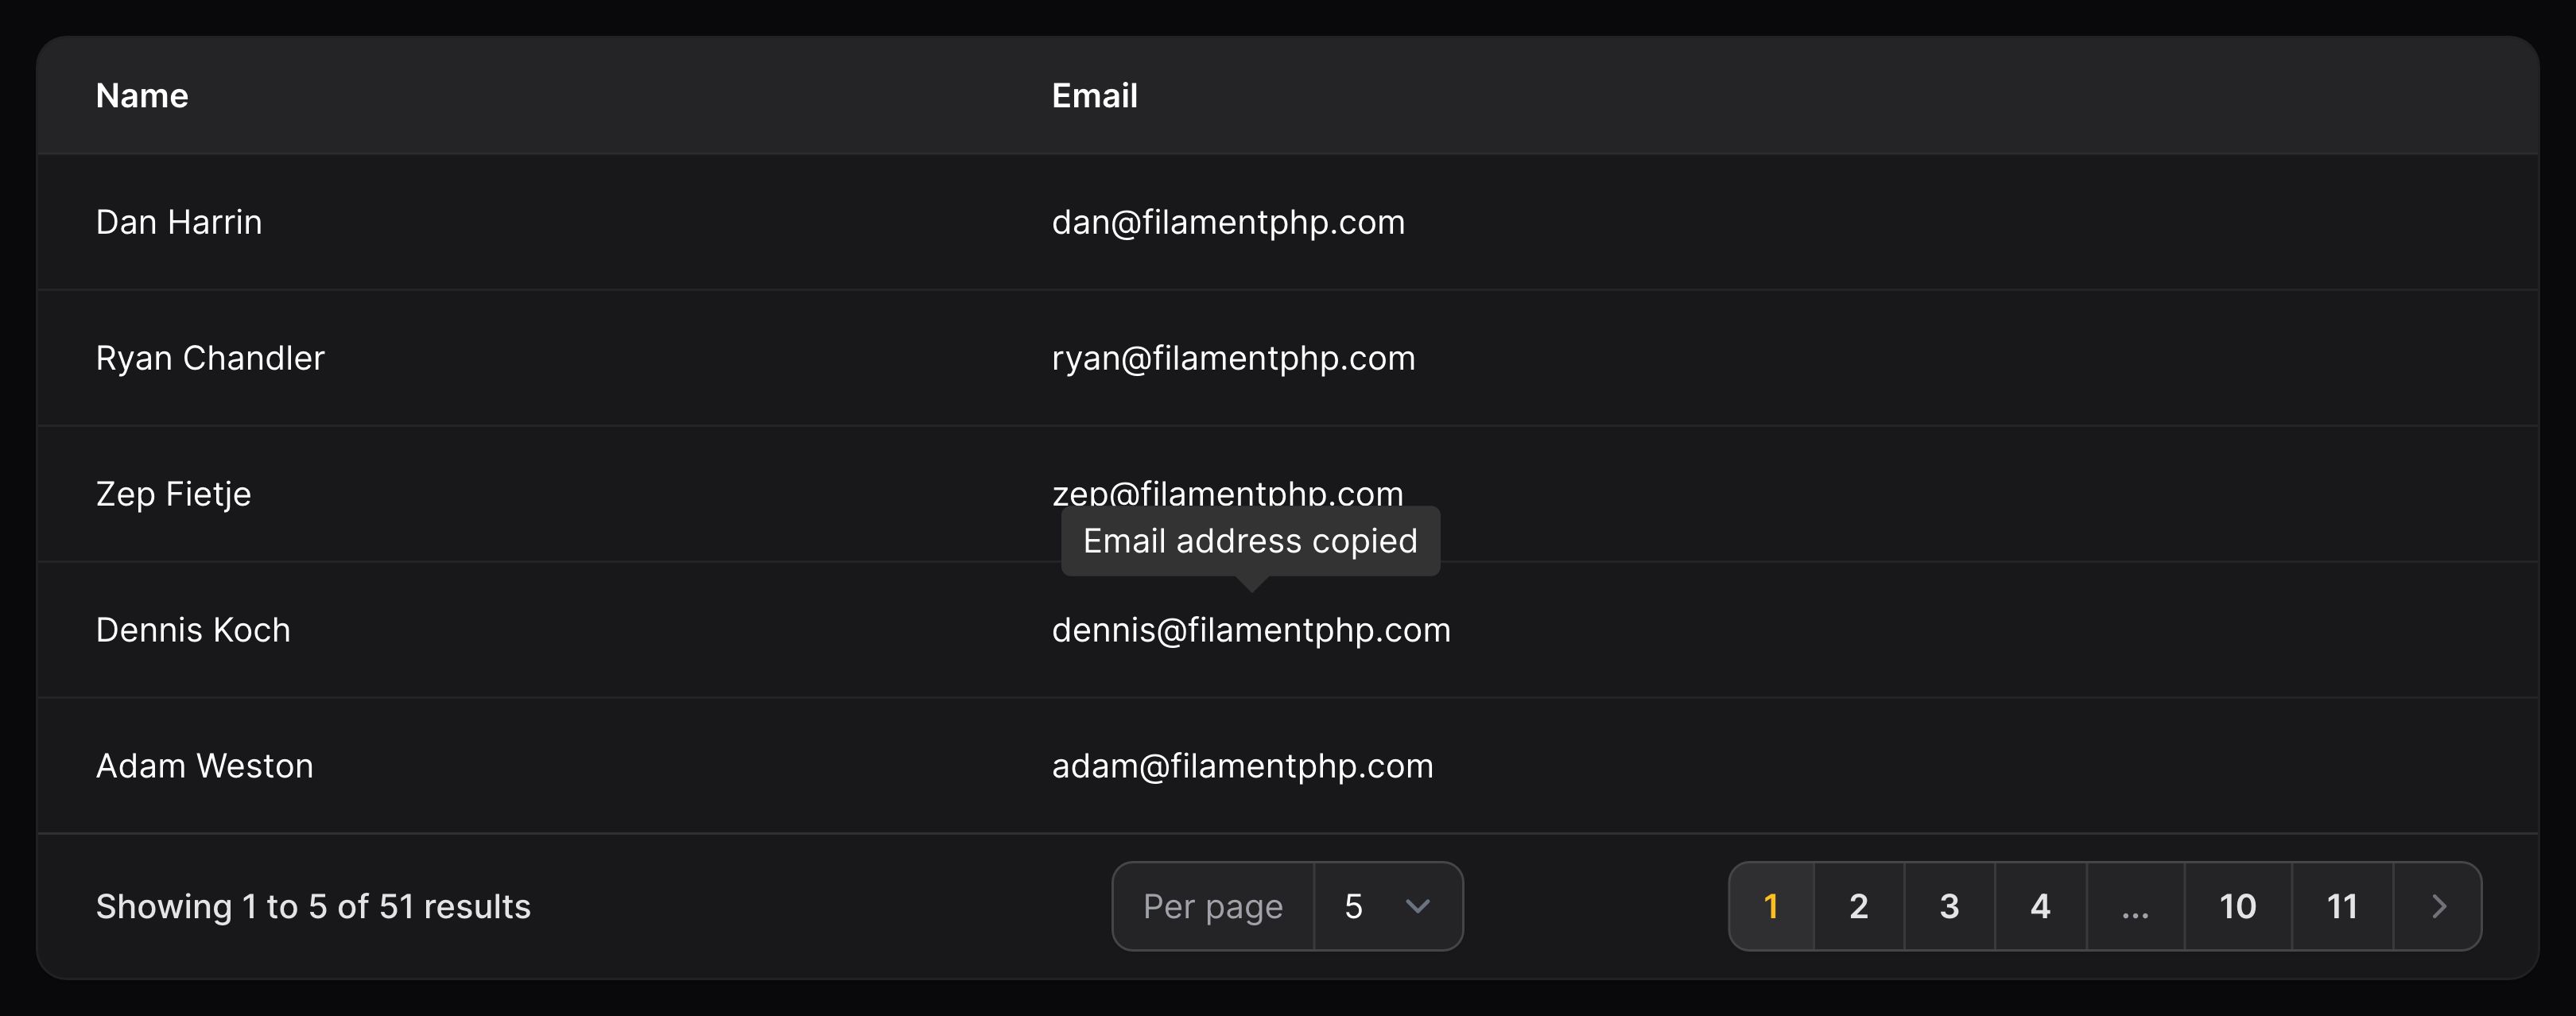 Name Email
Dan Harrin dan@filamentphp.com
Ryan Chandler ryan@filamentphp.com
Zep Fietje zep@filamentphp.com
Email address copied
Dennis Koch dennis@filamentphp.com
Adam Weston adam@filamentphp.com
Showing 1 to 5 of 51 results Per page 5 1 2 3 4 ... 10 11